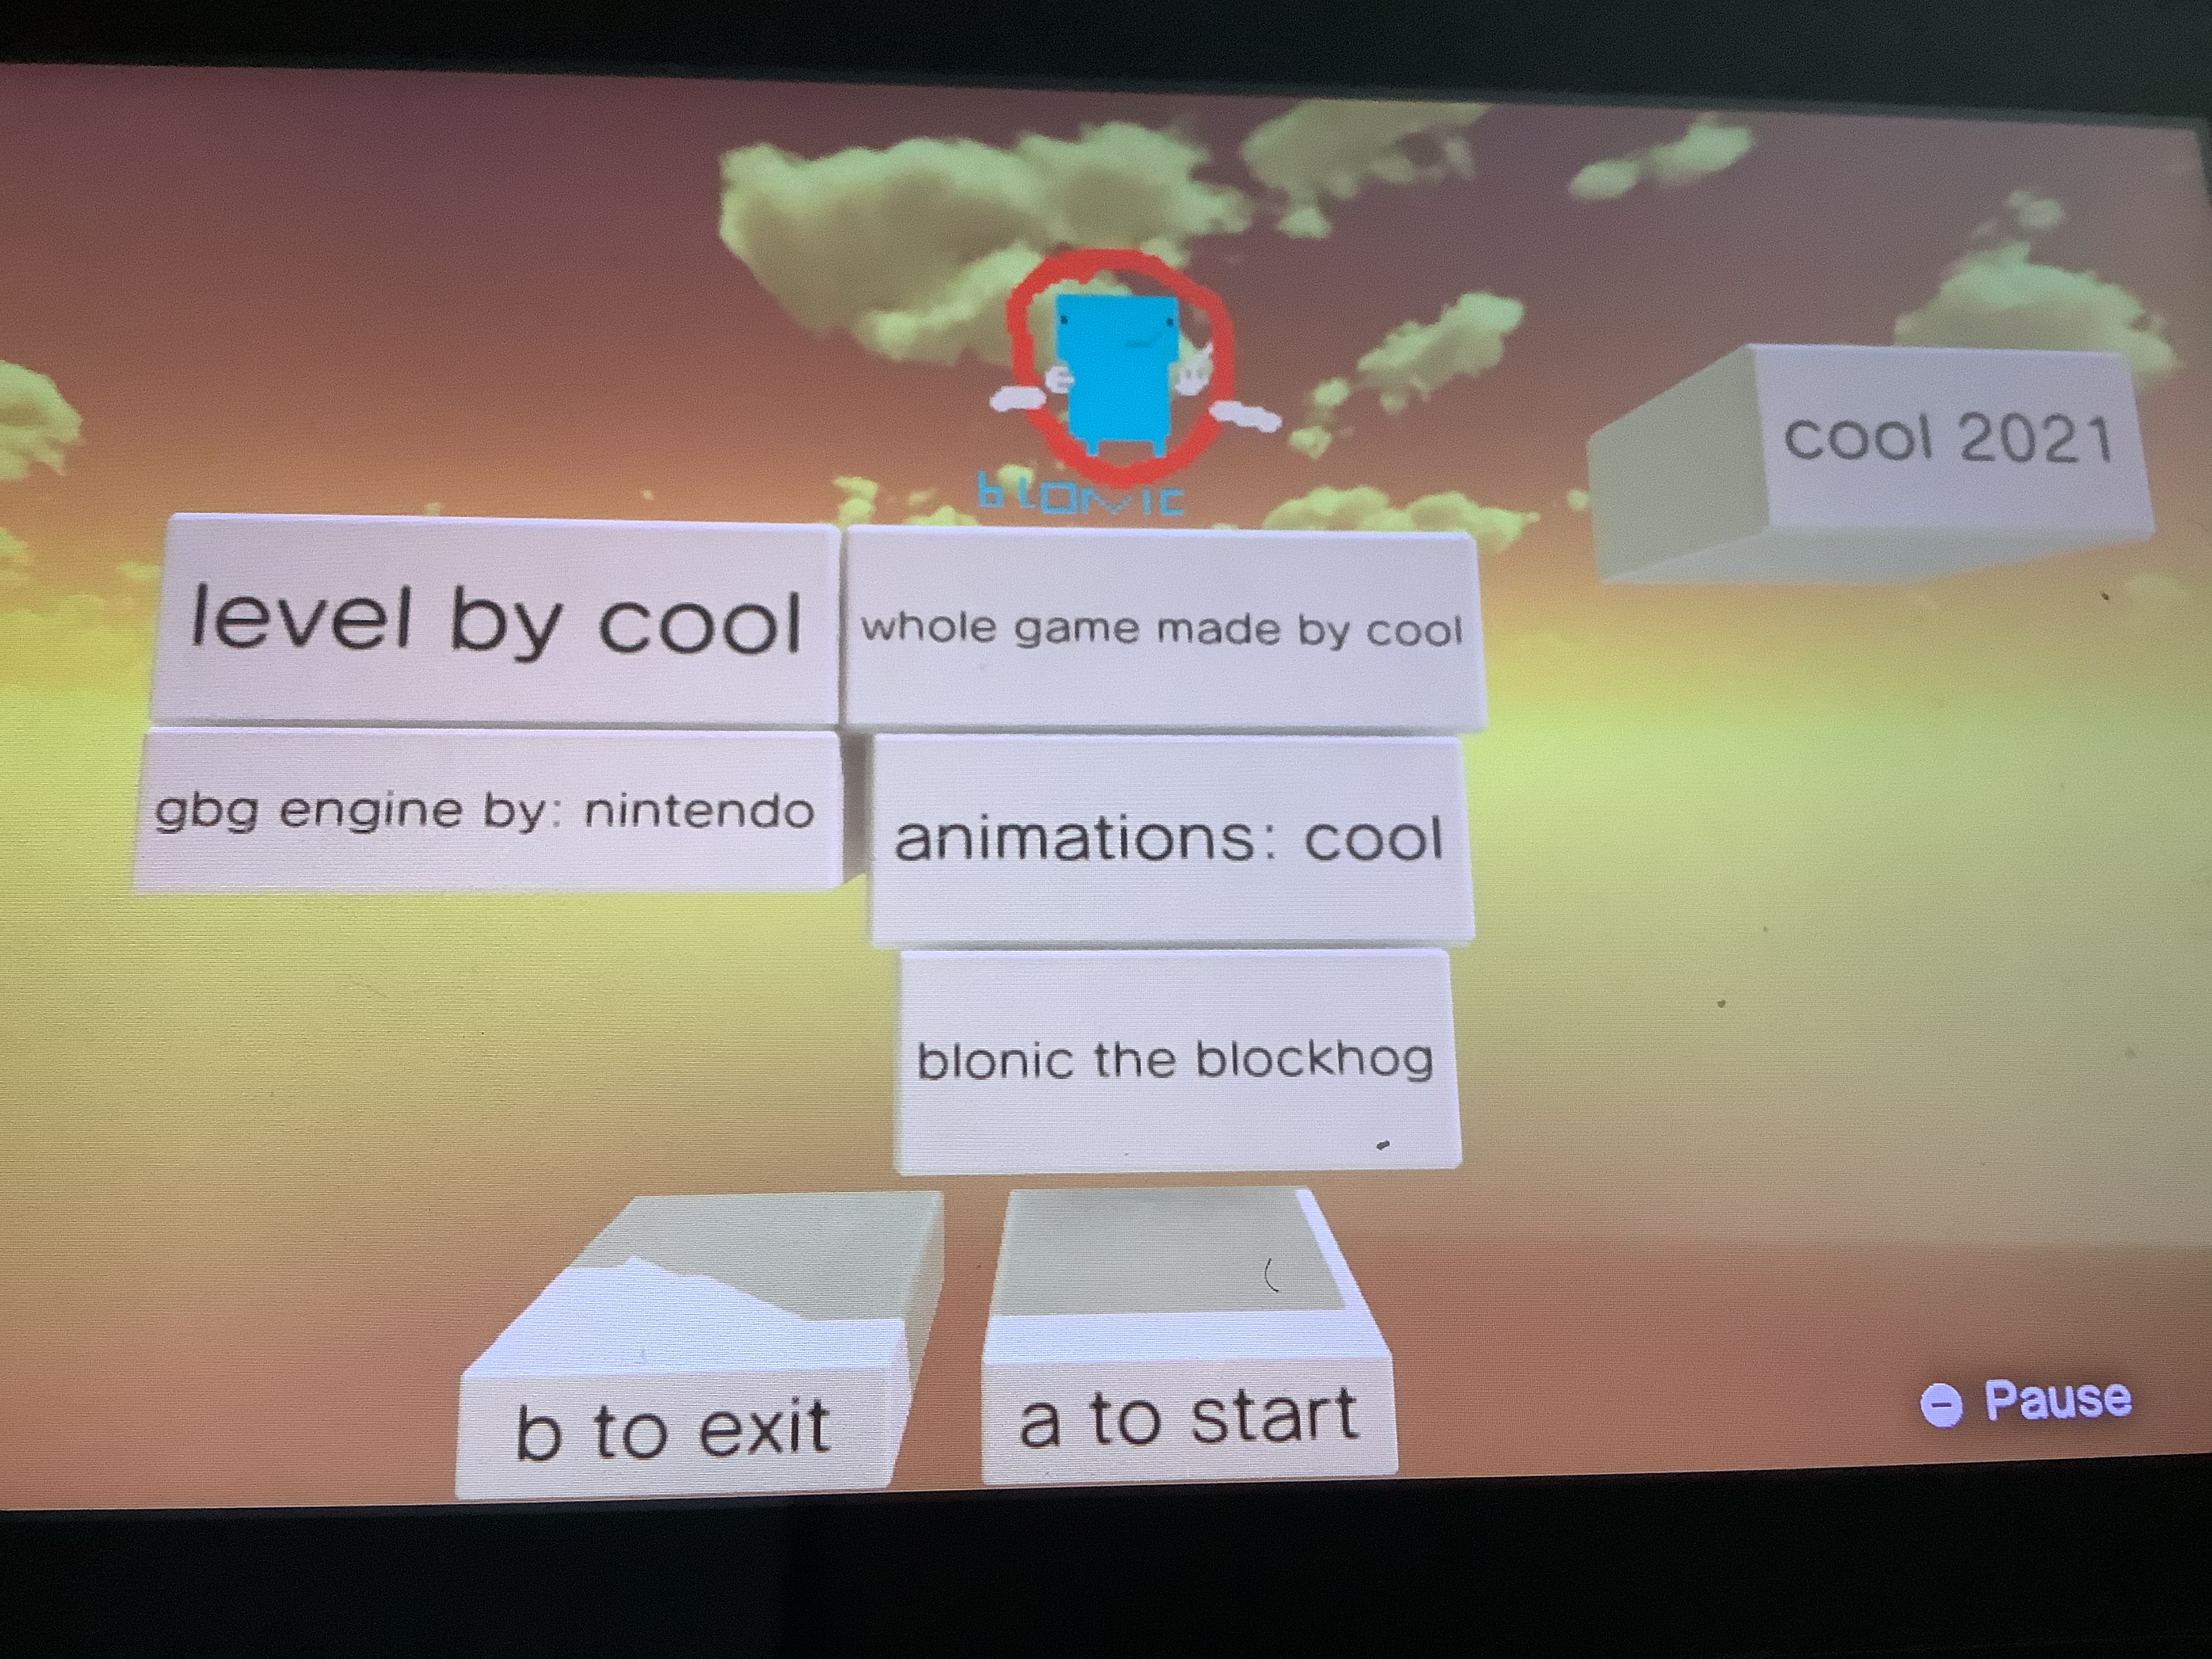 blonic
cool 2021
level by cool
whole game made by cool
gbg engine by: nintendo
animations: cool
blonic the blockhog
b to exit
a to start
Pause